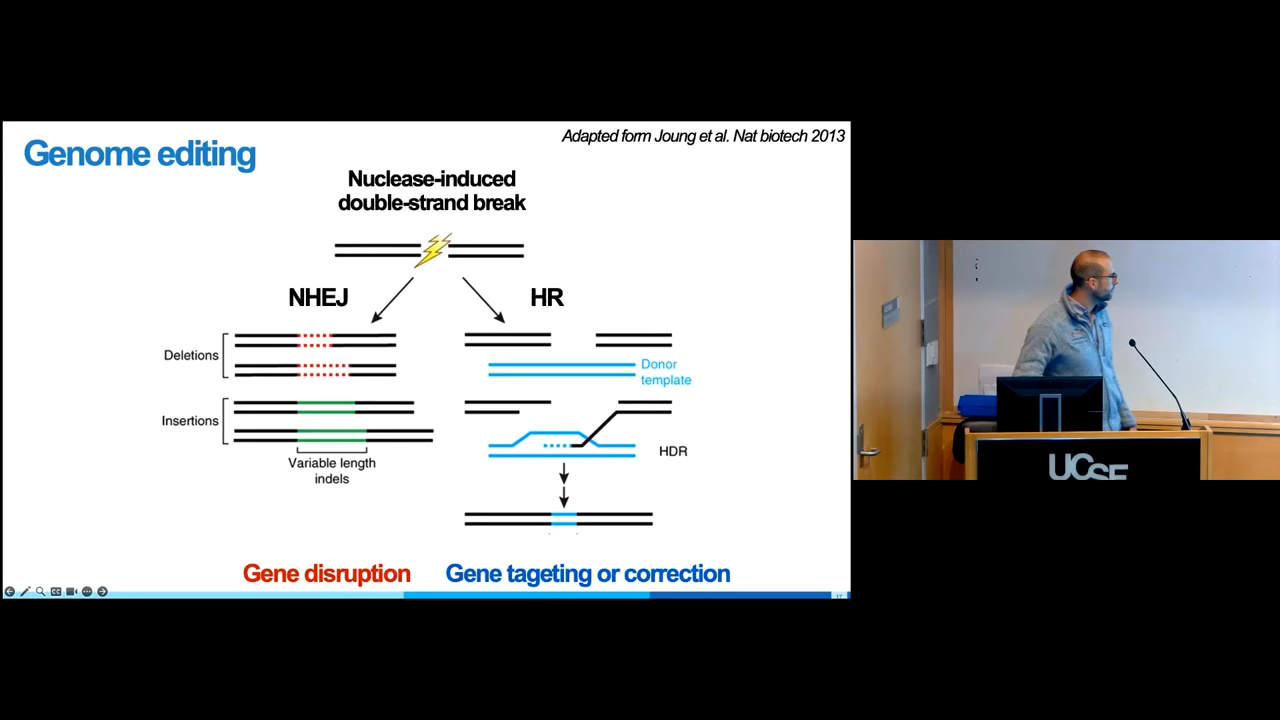 Genome editing
Adapted form Joung et al. Nat biotech 2013
Nuclease-induced
double-strand break
NHEJ
HR
Deletions
Donor
template
Insertions
HDR
Variable length
indels
Gene disruption
Gene tageting or correction
17
UCSF